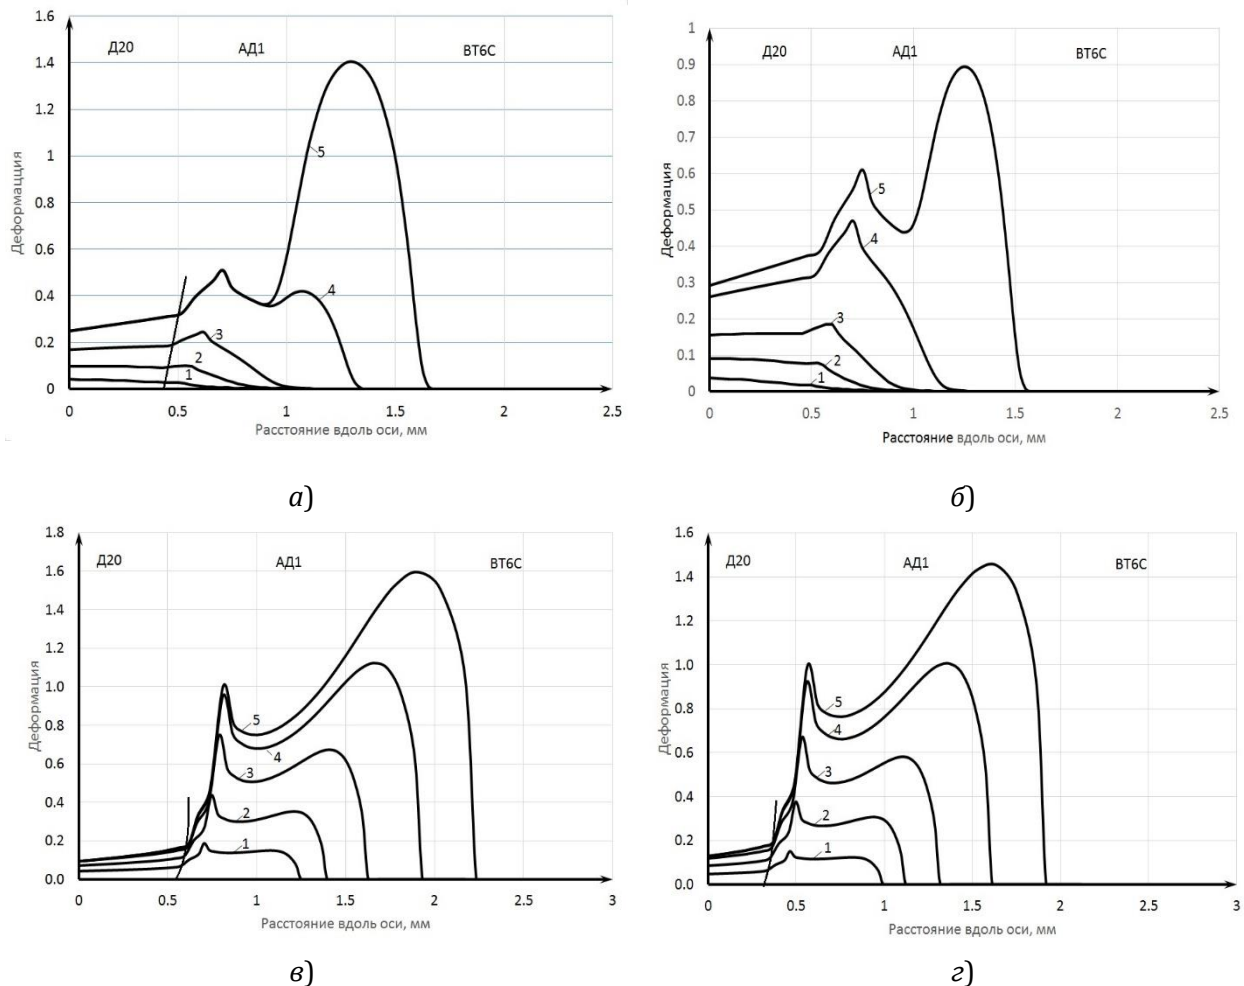 Д20 АД1 ВТ6С
Деформацция
1.6
1.4
1.2
1
0.8
0.6
0.4
0.2
0
5
4
3
2
1
0 0.5 1 1.5 2 2.5
Расстояние вдоль оси, мм
а)
Д20 АД1 ВТ6С
Деформация
1
0.9
0.8
0.7
0.6
0.5
0.4
0.3
0.2
0.1
0
5
4
3
2
1
0 0.5 1 1.5 2 2.5
Расстояние вдоль оси, мм
б)
Д20 АД1 ВТ6С
Деформация
1.8
1.6
1.4
1.2
1.0
0.8
0.6
0.4
0.2
0.0
5
4
3
2
1
0 0.5 1 1.5 2 2.5 3
Расстояние вдоль оси, мм
в)
Д20 АД1 ВТ6С
Деформация
1.6
1.4
1.2
1.0
0.8
0.6
0.4
0.2
0.0
5
4
3
2
1
0 0.5 1 1.5 2 2.5 3
Расстояние вдоль оси, мм
г)